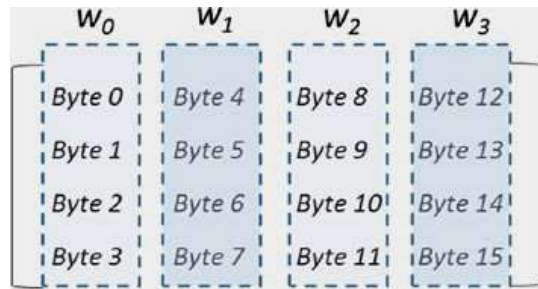 W0 W1 W2 W3
Byte 0 Byte 4 Byte 8 Byte 12
Byte 1 Byte 5 Byte 9 Byte 13
Byte 2 Byte 6 Byte 10 Byte 14
Byte 3 Byte 7 Byte 11 Byte 15